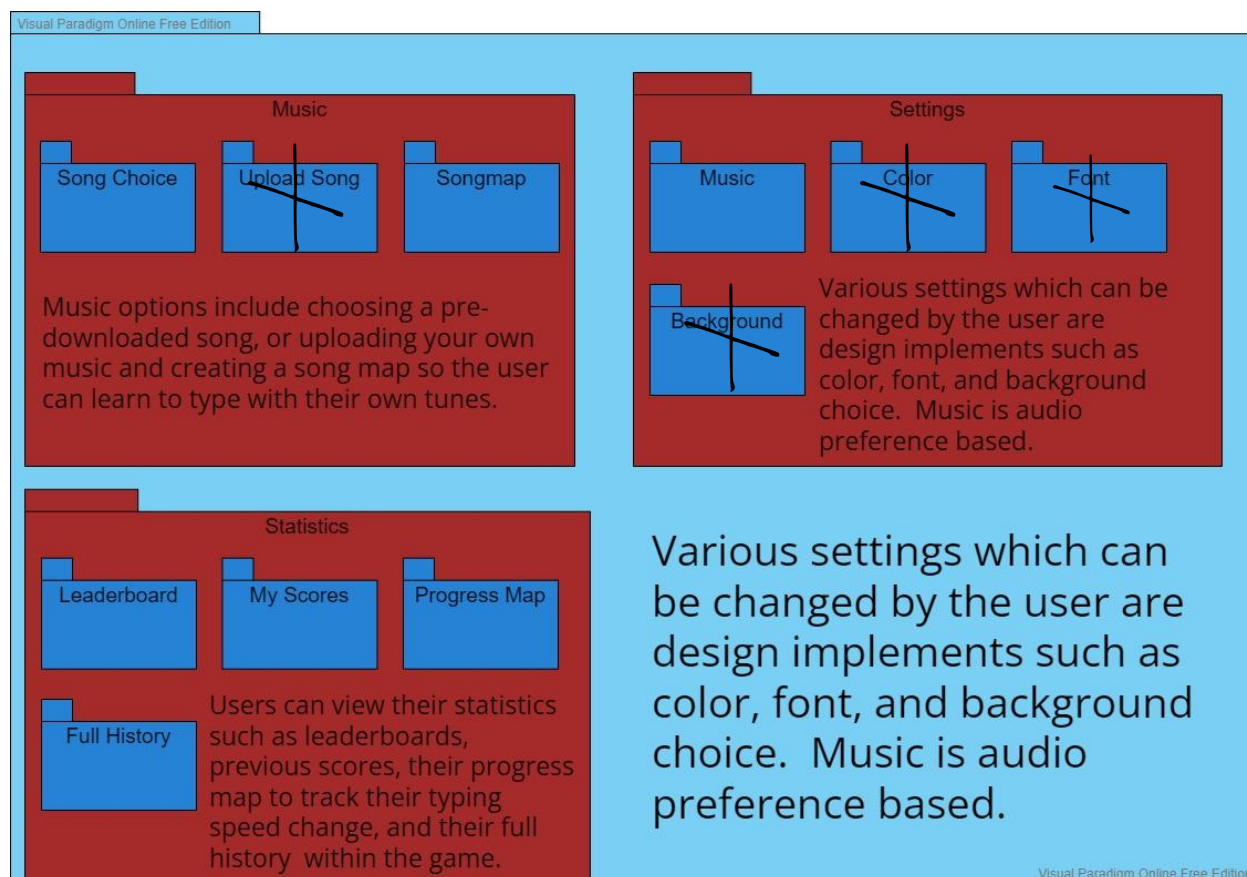 Visual Paradigm Online Free Edition
Music
Song Choice
Upload Song
Songmap
Music options include choosing a pre-
downloaded song, or uploading your own
music and creating a song map so the user
can learn to type with their own tunes.
Settings
Music
Color
Font
Background
Various settings which can be
changed by the user are
design implements such as
color, font, and background
choice.  Music is audio
preference based.
Statistics
Leaderboard
My Scores
Progress Map
Full History
Users can view their statistics
such as leaderboards,
previous scores, their progress
map to track their typing
speed change, and their full
history  within the game.
Various settings which can
be changed by the user are
design implements such as
color, font, and background
choice.  Music is audio
preference based.
Visual Paradigm Online Free Edition